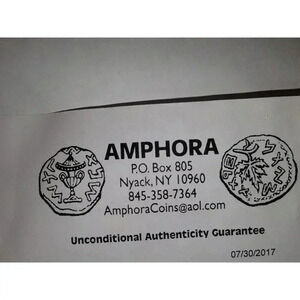 AMPHORA
P.O. Box 805
Nyack, NY 10960
845-358-7364
AmphoraCoins@aol.com
Unconditional Authenticity Guarantee
07/30/2017